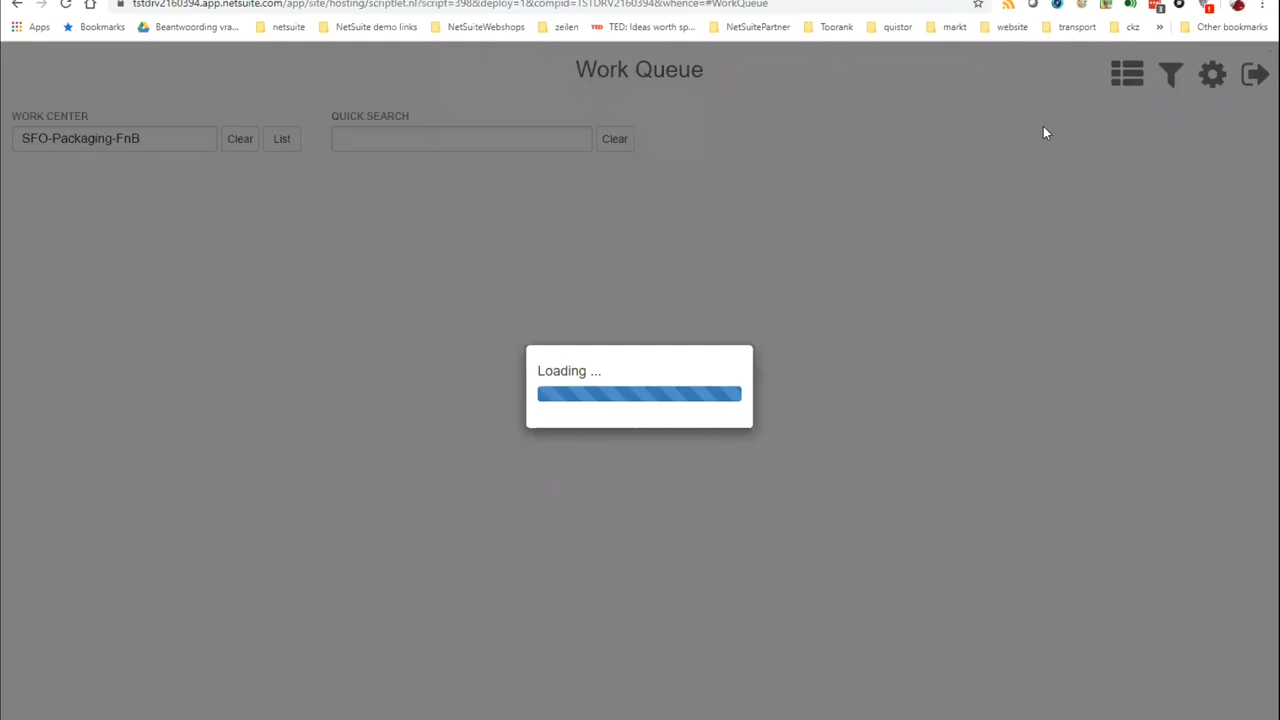 tstdrv2160394.app.netsuite.com/app/site/hosting/scriptlet.nl?script=398&deploy=1&compid=TSTDRV2160394&whence=#WorkQueue
Apps Bookmarks Beantwoording vra... netsuite NetSuite demo links NetSuiteWebshops zeilen TED TED: Ideas worth sp... NetSuitePartner Toorank quistor markt website transport ckz » Other bookmarks
Work Queue
WORK CENTER QUICK SEARCH
SFO-Packaging-FnB Clear List Clear
Loading ...